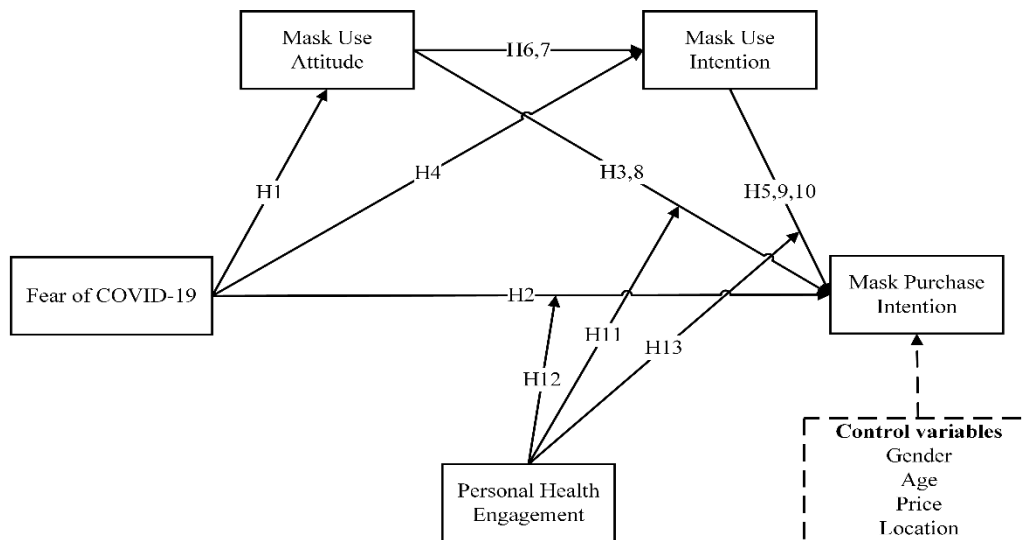 Mask Use
Attitude
H6,7
Mask Use
Intention
H4
H3,8
H1
H5,9,10
Fear of COVID-19
H2
Mask Purchase
Intention
H11
H13
H12
Control variables
Gender
Age
Price
Location
Personal Health
Engagement